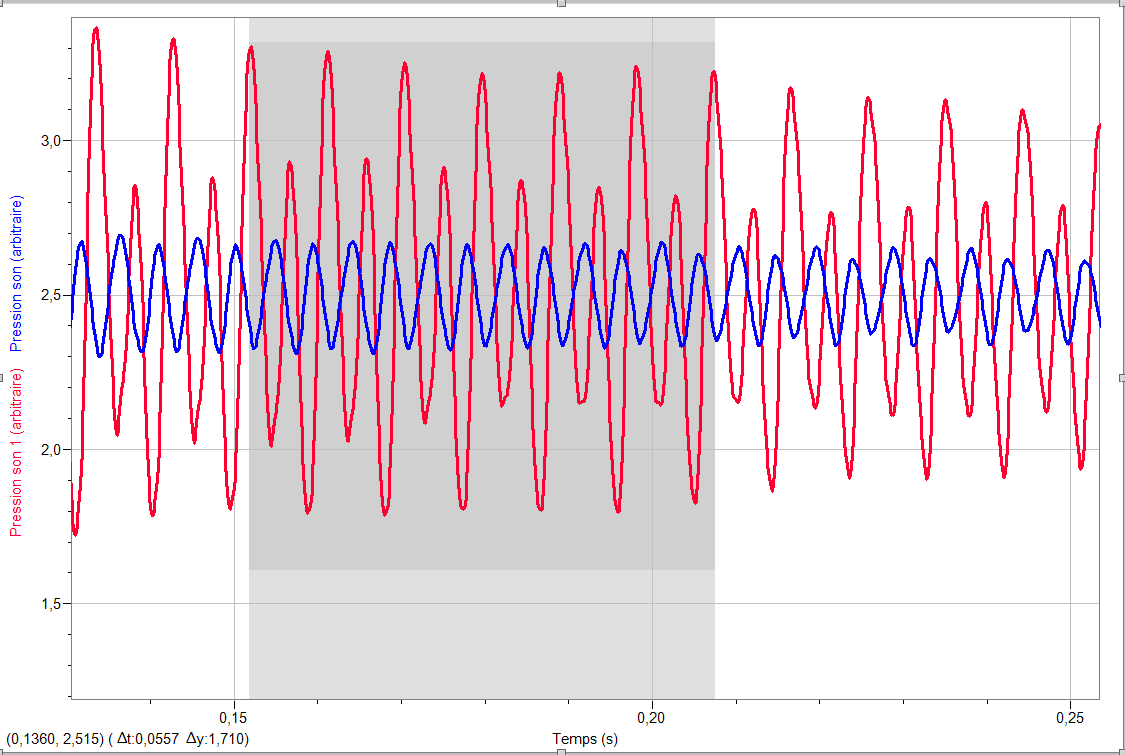 Pression son (arbitraire)
Pression son 1 (arbitraire)
3,0
2,5
2,0
1,5
0,15
0,20
0,25
Temps (s)
(0,1360, 2,515) ( Δt:0,0557 Δy:1,710)